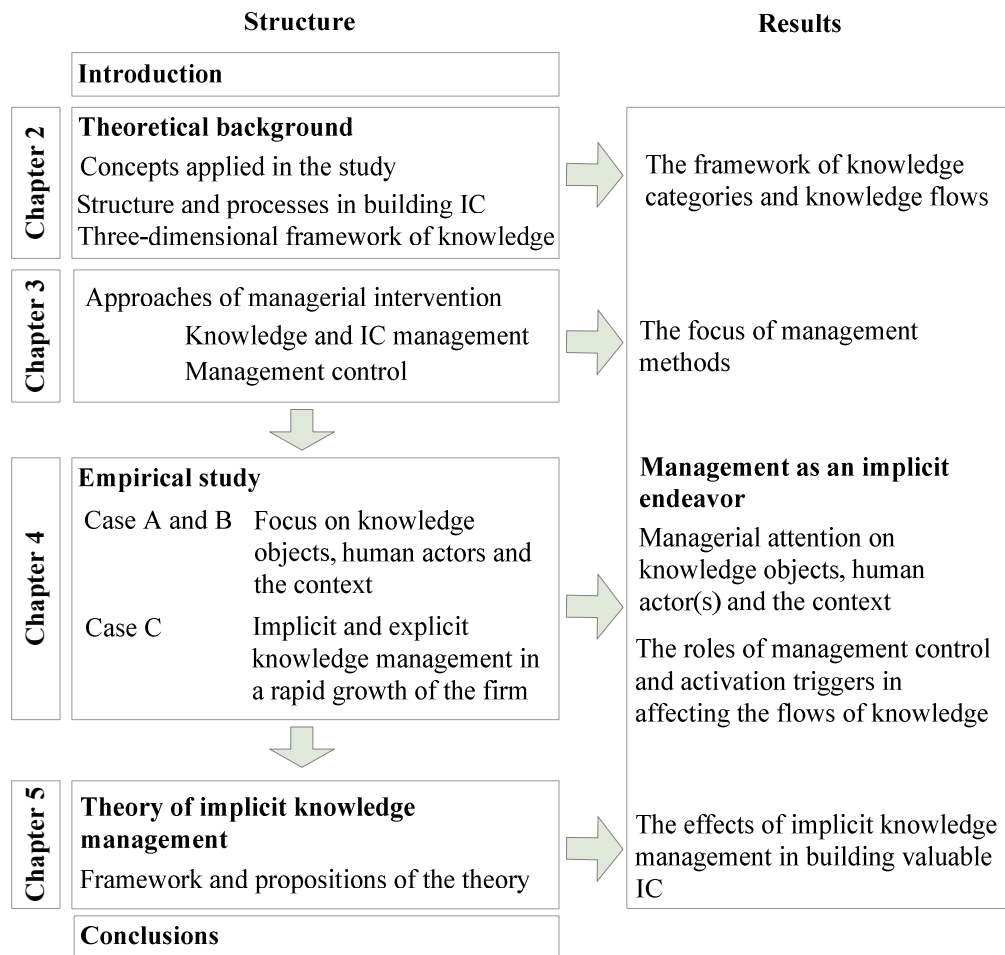 Structure
Results
Introduction
Chapter 2
Theoretical background
Concepts applied in the study
Structure and processes in building IC
Three-dimensional framework of knowledge
The framework of knowledge
categories and knowledge flows
Chapter 3
Approaches of managerial intervention
Knowledge and IC management
Management control
The focus of management
methods
Chapter 4
Empirical study
Case A and B
Focus on knowledge
objects, human actors and
the context
Case C
Implicit and explicit
knowledge management in
a rapid growth of the firm
Management as an implicit
endeavor
Managerial attention on
knowledge objects, human
actor(s) and the context
The roles of management control
and activation triggers in
affecting the flows of knowledge
Chapter 5
Theory of implicit knowledge
management
Framework and propositions of the theory
The effects of implicit knowledge
management in building valuable
IC
Conclusions